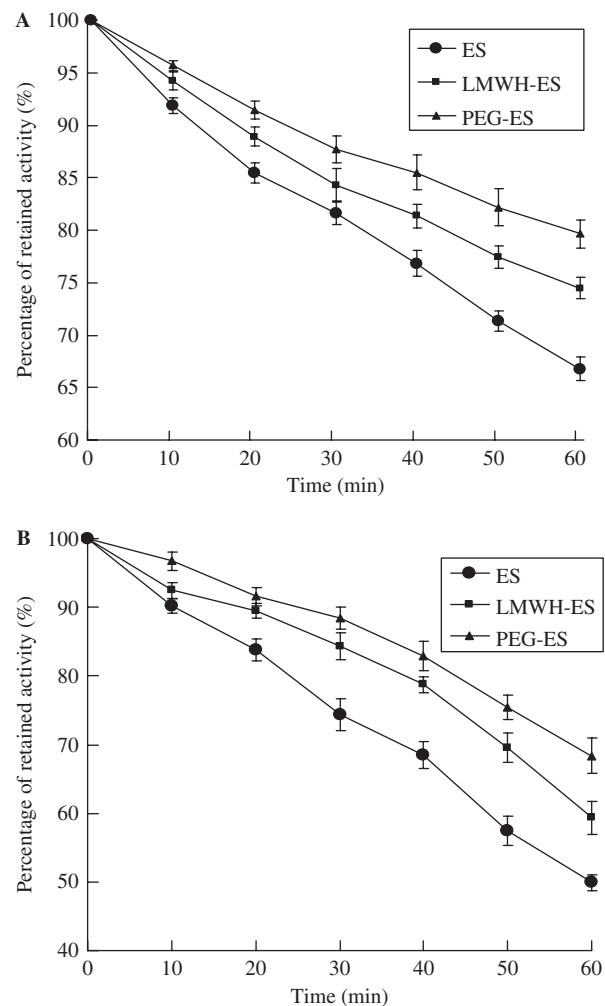 A
100
95
90
85
80
75
70
65
60
Percentage of retained activity (%)
ES
LMWH-ES
PEG-ES
0 10 20 30 40 50 60
Time (min)
B
100
90
80
70
60
50
40
Percentage of retained activity (%)
ES
LMWH-ES
PEG-ES
0 10 20 30 40 50 60
Time (min)